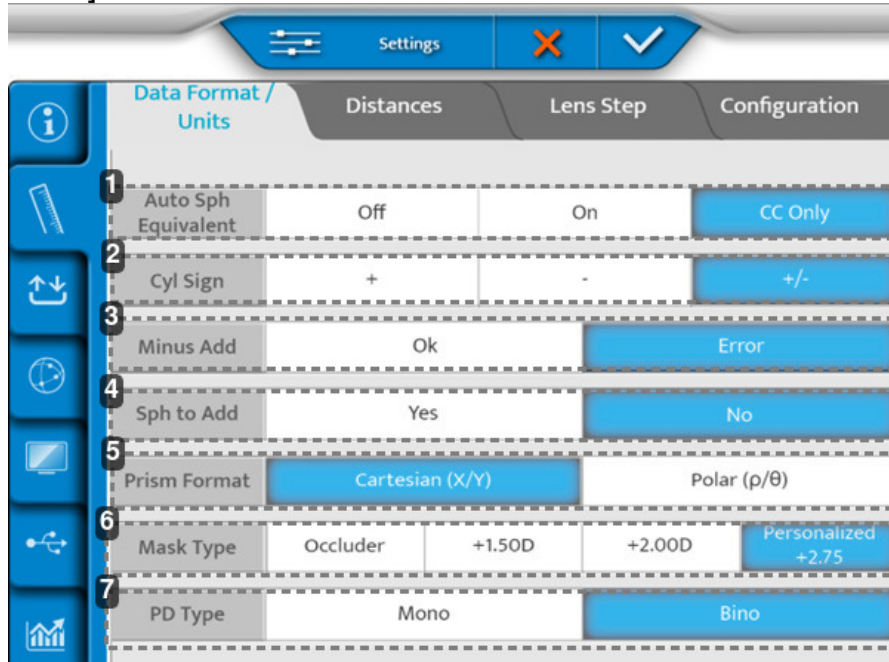 Settings
Data Format /
Units
Distances
Lens Step
Configuration
1
Auto Sph
Equivalent
Off
On
CC Only
2
Cyl Sign
+
-
+/-
3
Minus Add
Ok
Error
4
Sph to Add
Yes
No
5
Prism Format
Cartesian (X/Y)
Polar (ρ/θ)
6
Mask Type
Occluder
+1.50D
+2.00D
Personalized
+2.75
7
PD Type
Mono
Bino